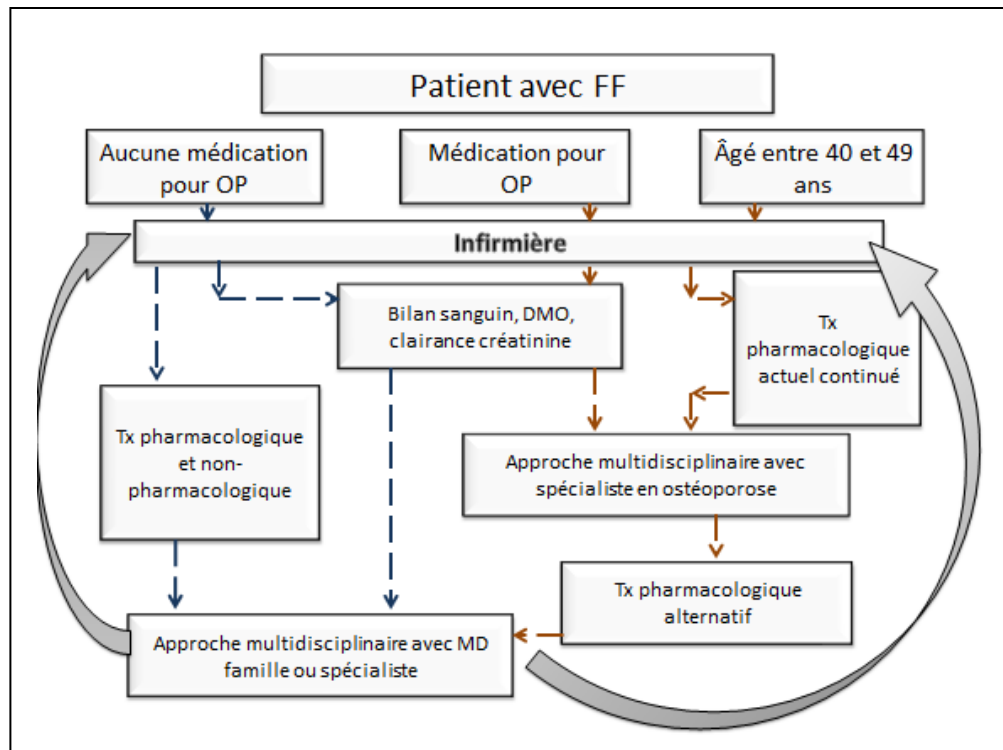 Patient avec FF
Aucune médication
pour OP
Médication pour
OP
Âgé entre 40 et 49
ans
Infirmière
Bilan sanguin, DMO,
clairance créatinine
Tx
pharmacologique
actuel continué
Tx pharmacologique
et non-
pharmacologique
Approche multidisciplinaire avec
spécialiste en ostéoporose
Tx pharmacologique
alternatif
Approche multidisciplinaire avec MD
famille ou spécialiste